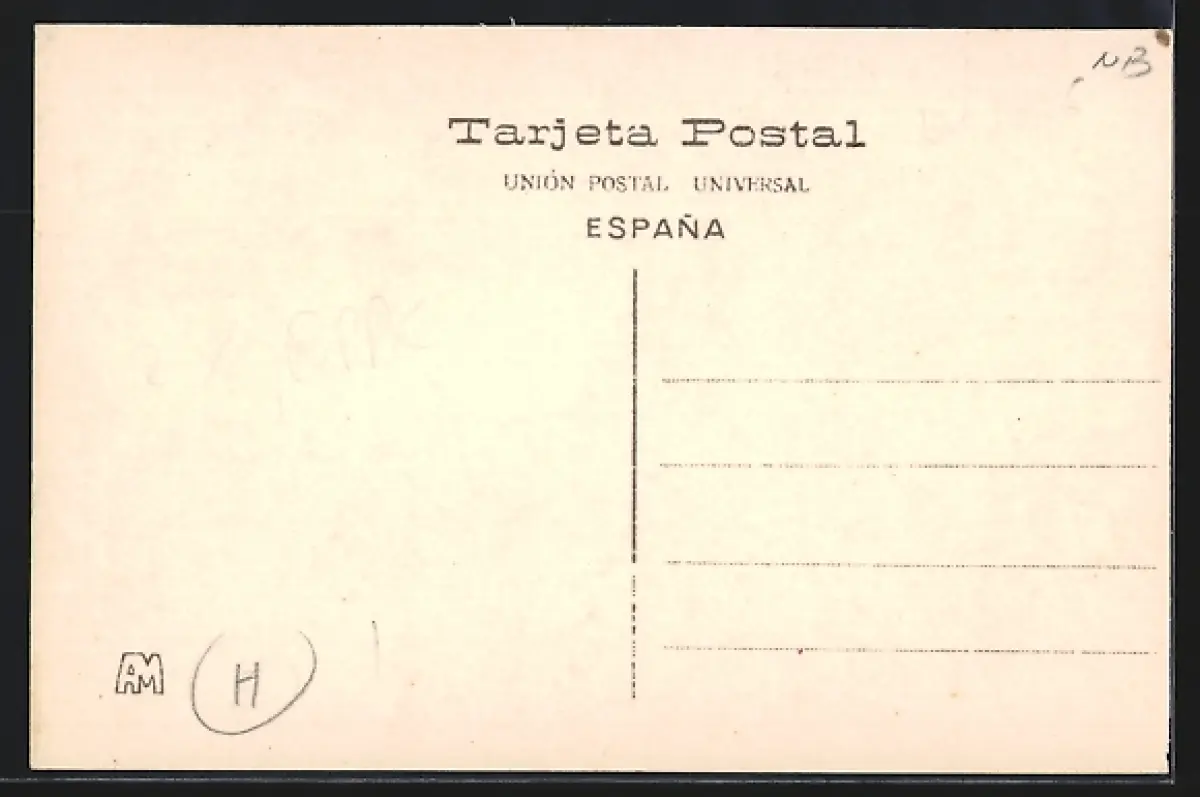 NB
Tarjeta Postal
UNIÓN POSTAL UNIVERSAL
ESPAÑA
AM
H